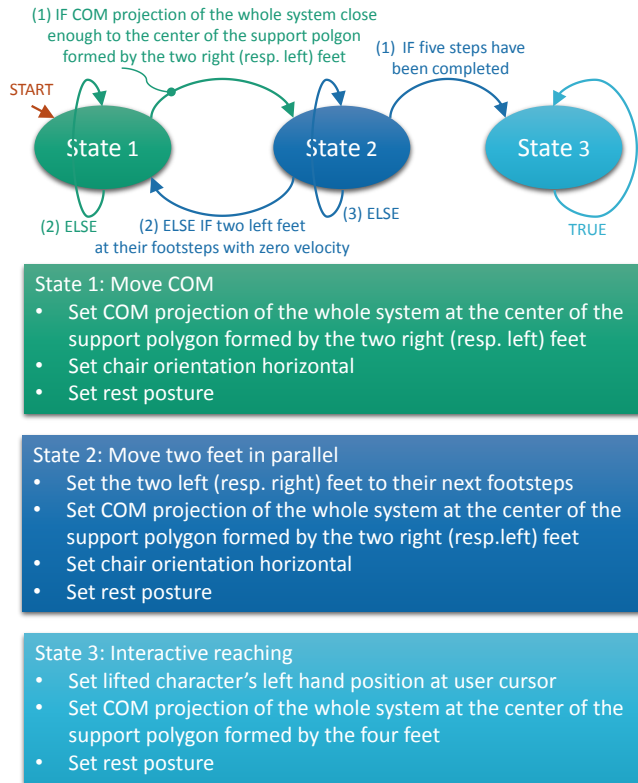 (1) IF COM projection of the whole system close
enough to the center of the support polgon
formed by the two right (resp. left) feet
(1) IF five steps have
been completed
START
State 1
State 2
State 3
(2) ELSE
(2) ELSE IF two left feet
at their footsteps with zero velocity
(3) ELSE
TRUE
State 1: Move COM
• Set COM projection of the whole system at the center of the
support polygon formed by the two right (resp. left) feet
• Set chair orientation horizontal
• Set rest posture
State 2: Move two feet in parallel
• Set the two left (resp. right) feet to their next footsteps
• Set COM projection of the whole system at the center of the
support polygon formed by the two right (resp.left) feet
• Set chair orientation horizontal
• Set rest posture
State 3: Interactive reaching
• Set lifted character's left hand position at user cursor
• Set COM projection of the whole system at the center of the
support polygon formed by the four feet
• Set rest posture